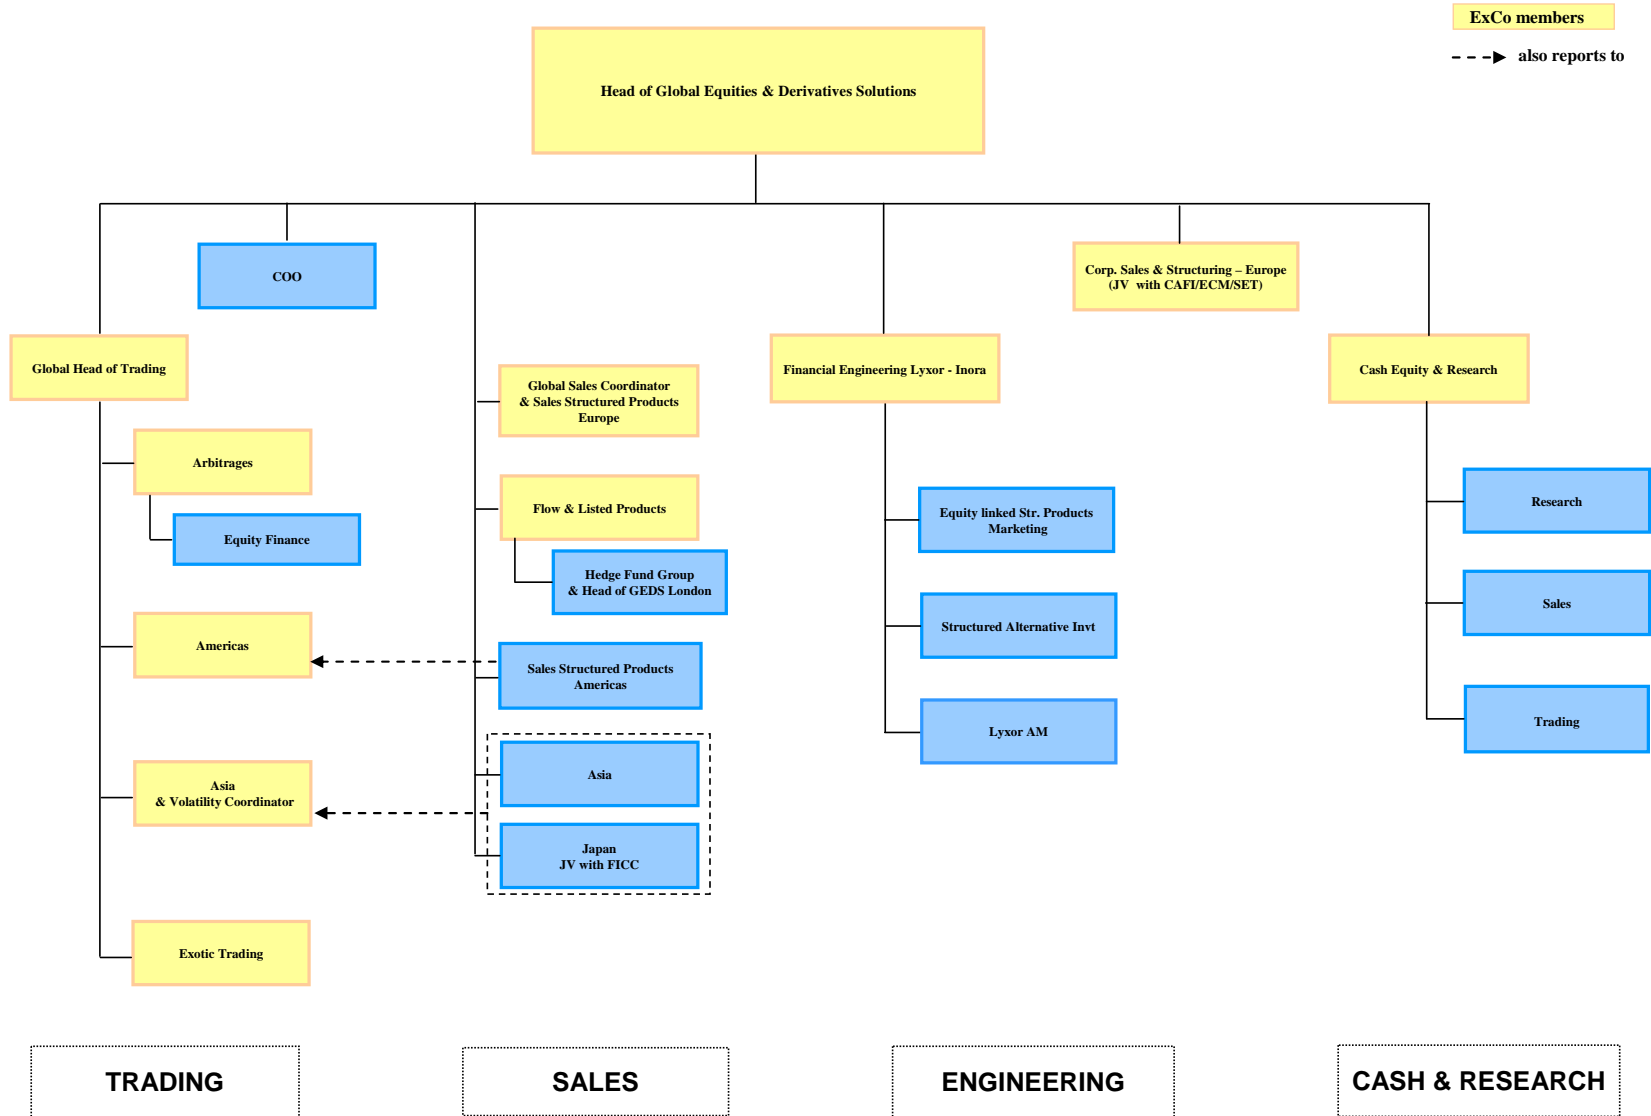 ExCo members
also reports to
Head of Global Equities & Derivatives Solutions
COO
Corp. Sales & Structuring – Europe
(JV with CAFI/ECM/SET)
Global Head of Trading
Financial Engineering Lyxor - Inora
Cash Equity & Research
Global Sales Coordinator
& Sales Structured Products
Europe
Arbitrages
Equity Finance
Flow & Listed Products
Hedge Fund Group
& Head of GEDS London
Equity linked Str. Products
Marketing
Research
Americas
Sales Structured Products
Americas
Structured Alternative Invt
Sales
Lyxor AM
Trading
Asia
& Volatility Coordinator
Asia
Japan
JV with FICC
Exotic Trading
TRADING
SALES
ENGINEERING
CASH & RESEARCH